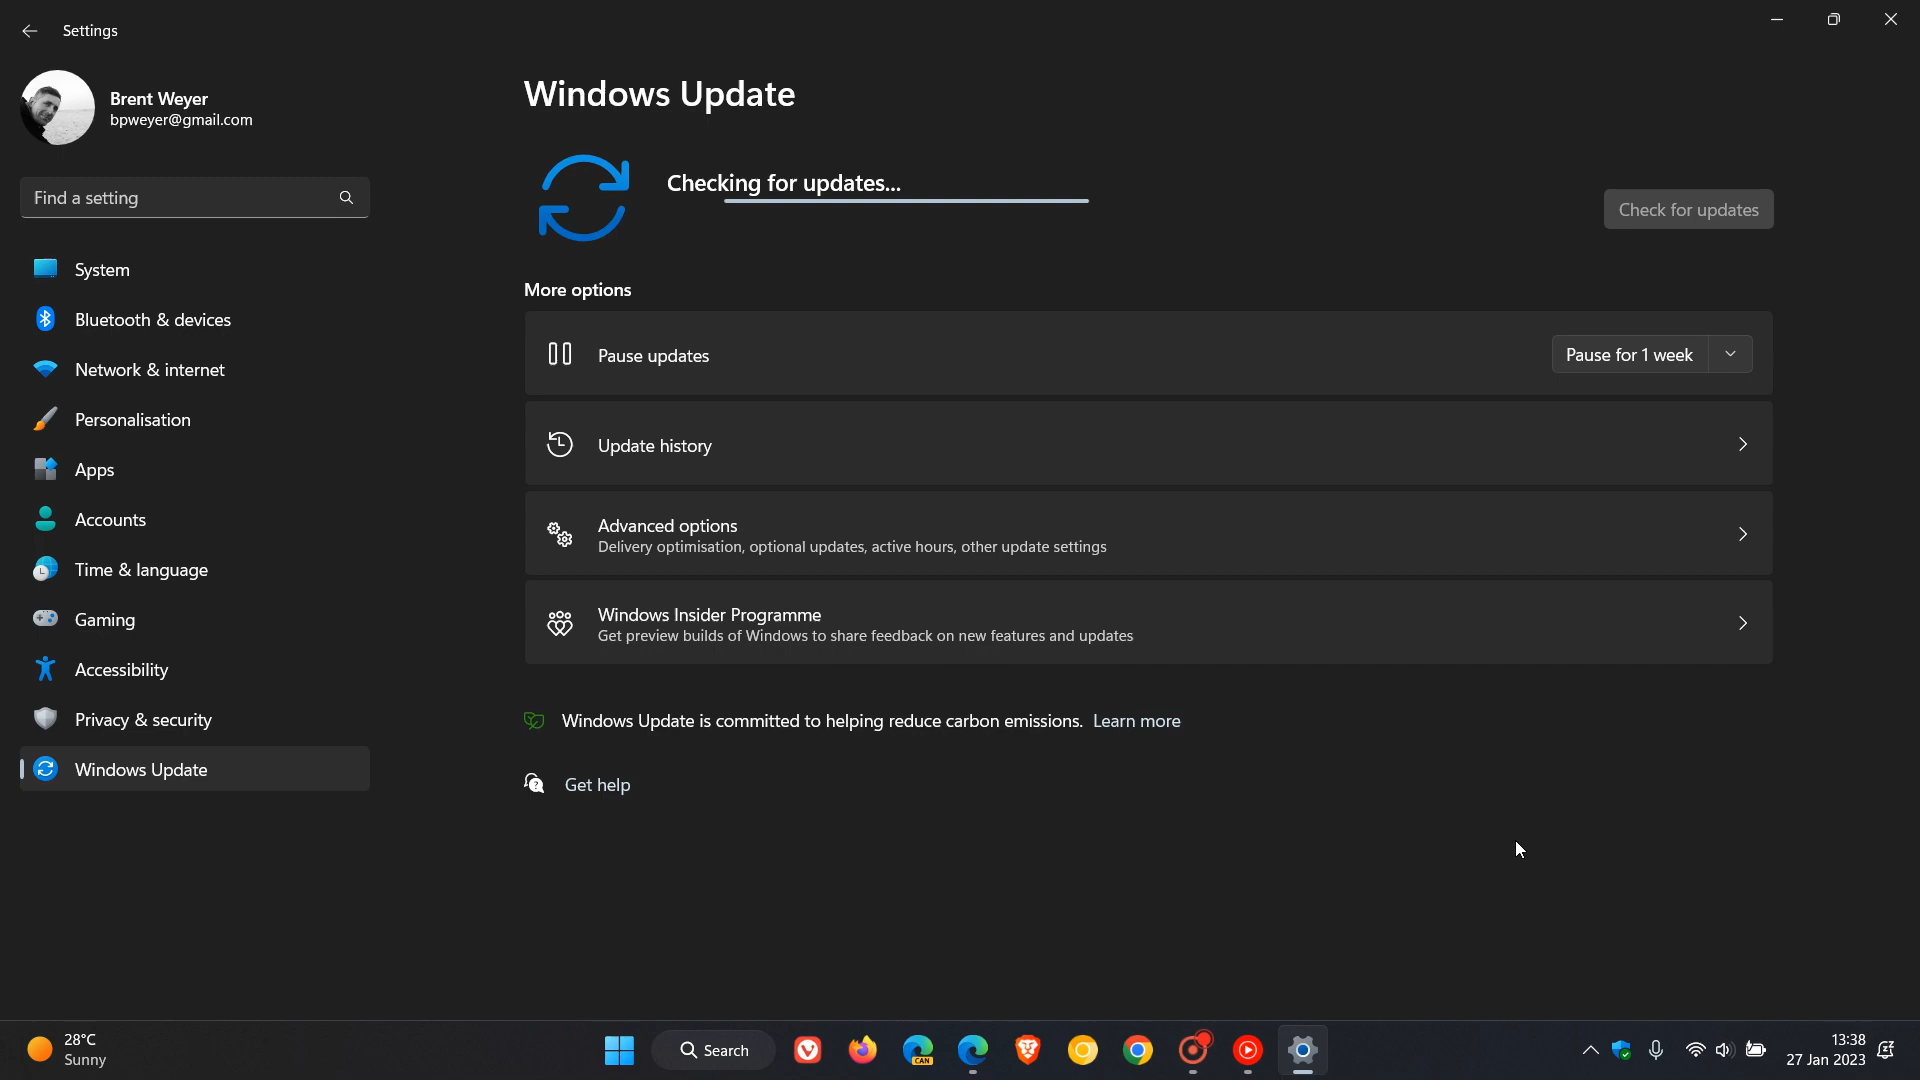 Settings
Brent Weyer
bpweyer@gmail.com
Find a setting
System
Bluetooth & devices
Network & internet
Personalisation
Apps
Accounts
Time & language
Gaming
Accessibility
Privacy & security
Windows Update
Windows Update
Checking for updates...
Check for updates
More options
Pause updates
Pause for 1 week
Update history
Advanced options
Delivery optimisation, optional updates, active hours, other update settings
Windows Insider Programme
Get preview builds of Windows to share feedback on new features and updates
Windows Update is committed to helping reduce carbon emissions. Learn more
Get help
28°C
Sunny
Search
CAN
13:38
27 Jan 2023